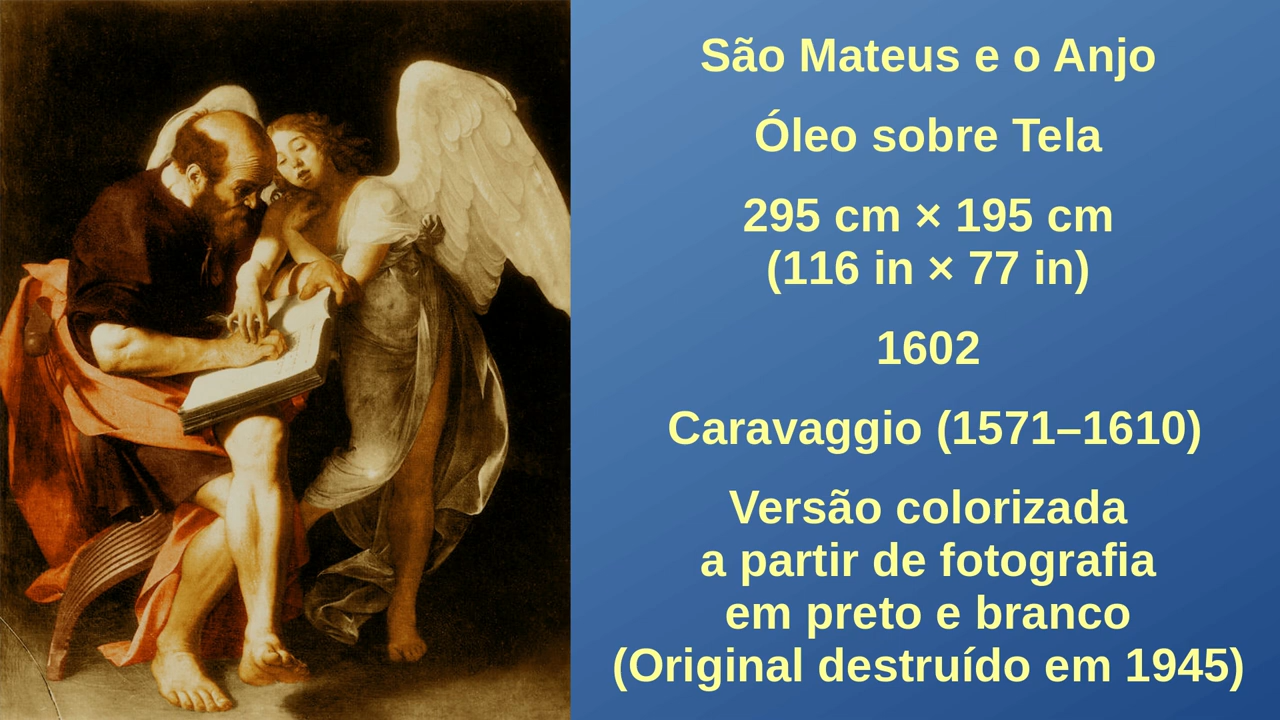 São Mateus e o Anjo
Óleo sobre Tela
295 cm × 195 cm
(116 in × 77 in)
1602
Caravaggio (1571–1610)
Versão colorizada
a partir de fotografia
em preto e branco
(Original destruído em 1945)